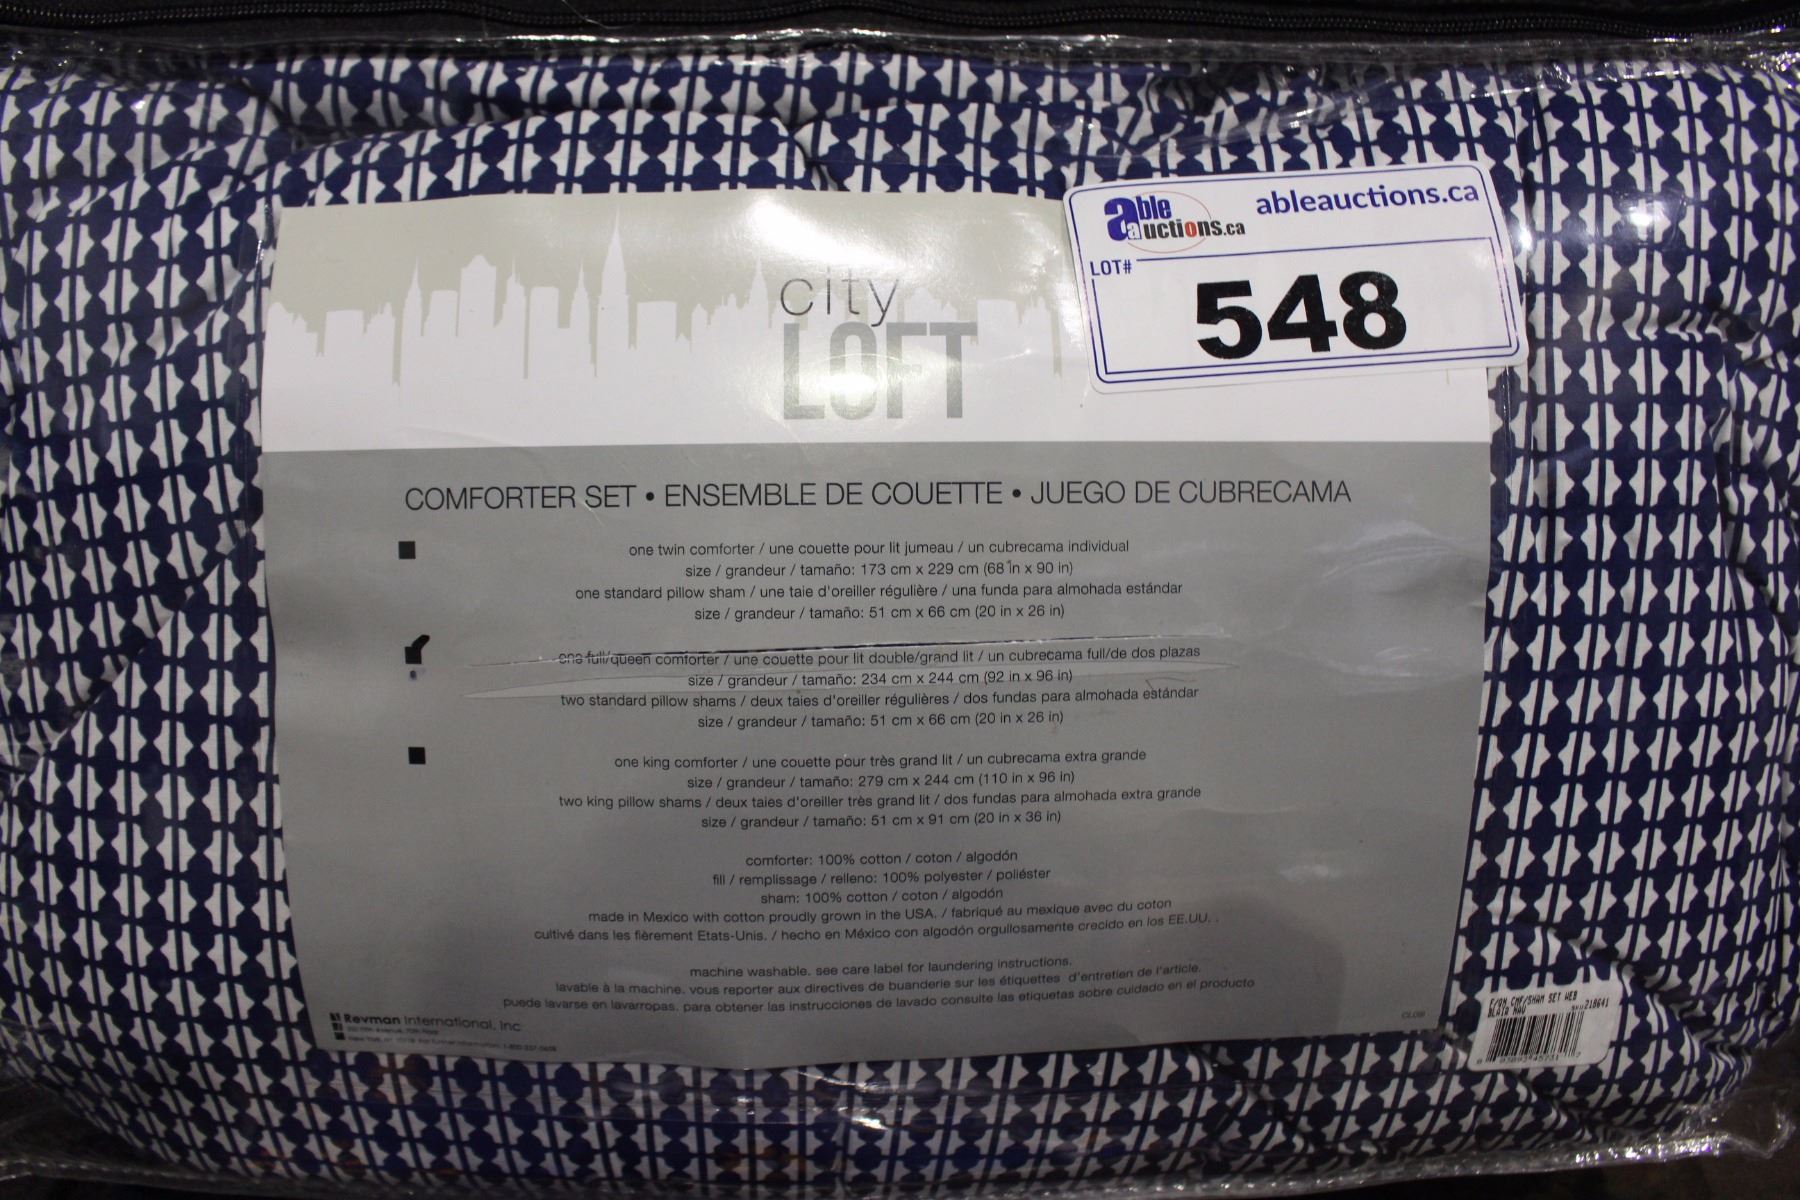 able
auctions.ca
ableauctions.ca
LOT#
548
city
LOFT
COMFORTER SET • ENSEMBLE DE COUETTE • JUEGO DE CUBRECAMA
one twin comforter / une couette pour lit jumeau / un cubrecama individual
size / grandeur / tamaño: 173 cm x 229 cm (68 in x 90 in)
one standard pillow sham / une taie d'oreiller régulière / una funda para almohada estándar
size / grandeur / tamaño: 51 cm x 66 cm (20 in x 26 in)
one full/queen comforter / une couette pour lit double/grand lit / un cubrecama full/de dos plazas
size / grandeur / tamaño: 234 cm x 244 cm (92 in x 96 in)
two standard pillow shams / deux taies d'oreiller régulières / dos fundas para almohada estándar
size / grandeur / tamaño: 51 cm x 66 cm (20 in x 26 in)
one king comforter / une couette pour très grand lit / un cubrecama extra grande
size / grandeur / tamaño: 279 cm x 244 cm (110 in x 96 in)
two king pillow shams / deux taies d'oreiller très grand lit / dos fundas para almohada extra grande
size / grandeur / tamaño: 51 cm x 91 cm (20 in x 36 in)
comforter: 100% cotton / coton / algodón
fill / remplissage / relleno: 100% polyester / poliéster
sham: 100% cotton / coton / algodón
made in Mexico with cotton proudly grown in the USA. / fabriqué au mexique avec du coton
cultivé dans les fièrement Etats-Unis. / hecho en México con algodón orgullosamente crecido en los EE.UU. .
machine washable. see care label for laundering instructions.
lavable à la machine. vous reporter aux directives de buanderie sur les étiquettes d'entretien de l'article.
puede lavarse en lavarropas. para obtener las instrucciones de lavado consulte las etiquetas sobre cuidado en el producto
Revman International, Inc
F/QN CMF/SHAM SET WEB
BLAIR NAV SKU:218641